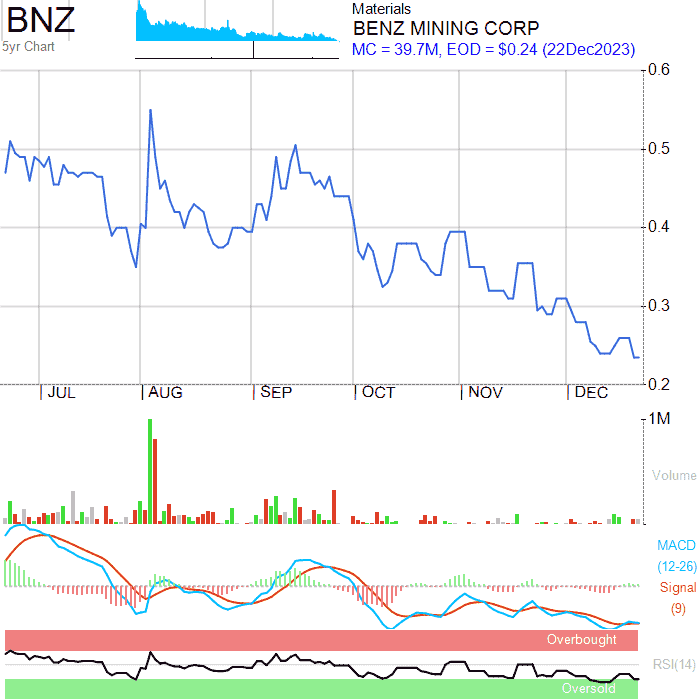 BNZ
5yr Chart
Materials
BENZ MINING CORP
MC = 39.7M, EOD = $0.24 (22Dec2023)
0.6
0.5
0.4
0.3
0.2
JUL AUG SEP OCT NOV DEC
1M
Volume
MACD
(12-26)
Signal
(9)
Overbought
RSI(14)
Oversold